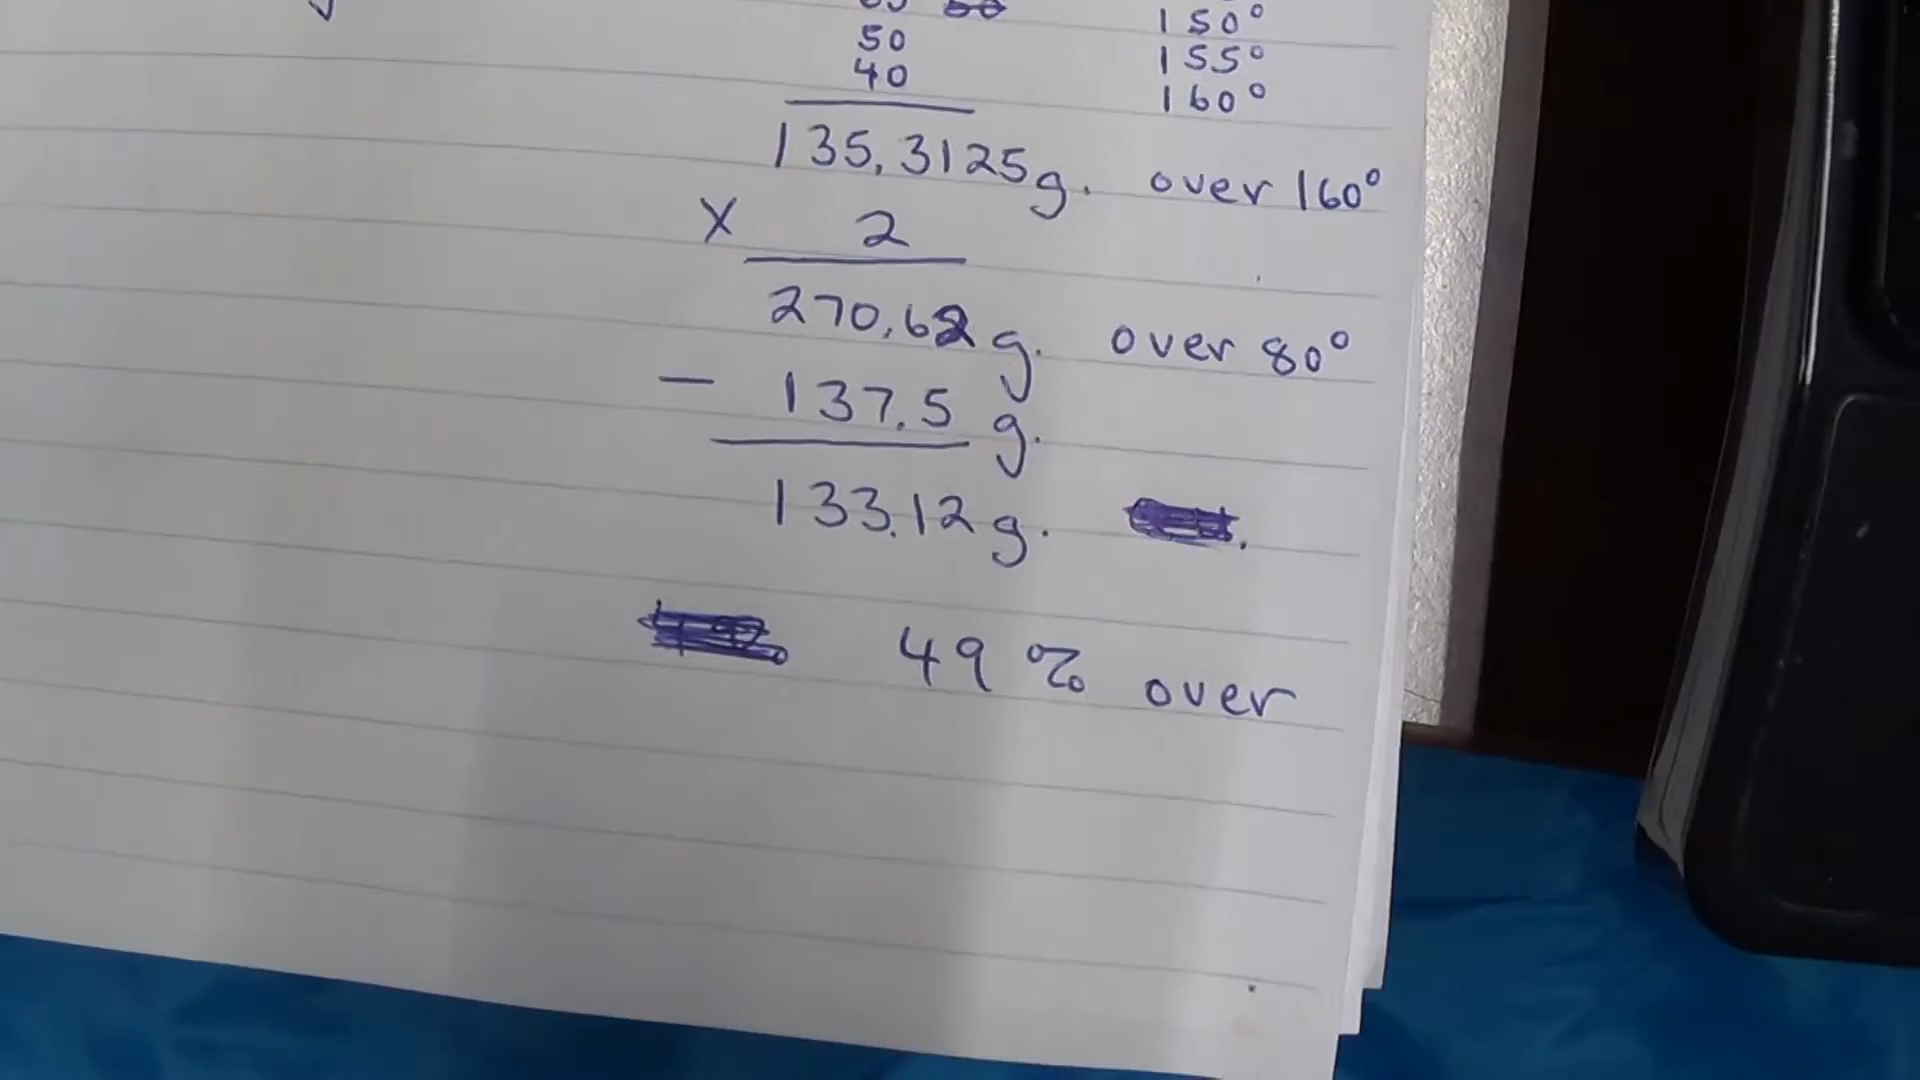 150°
50 155°
40 160°
135.3125g. over 160°
X 2
270.62g. over 80°
— 137.5 g.
133.12g.
49% over